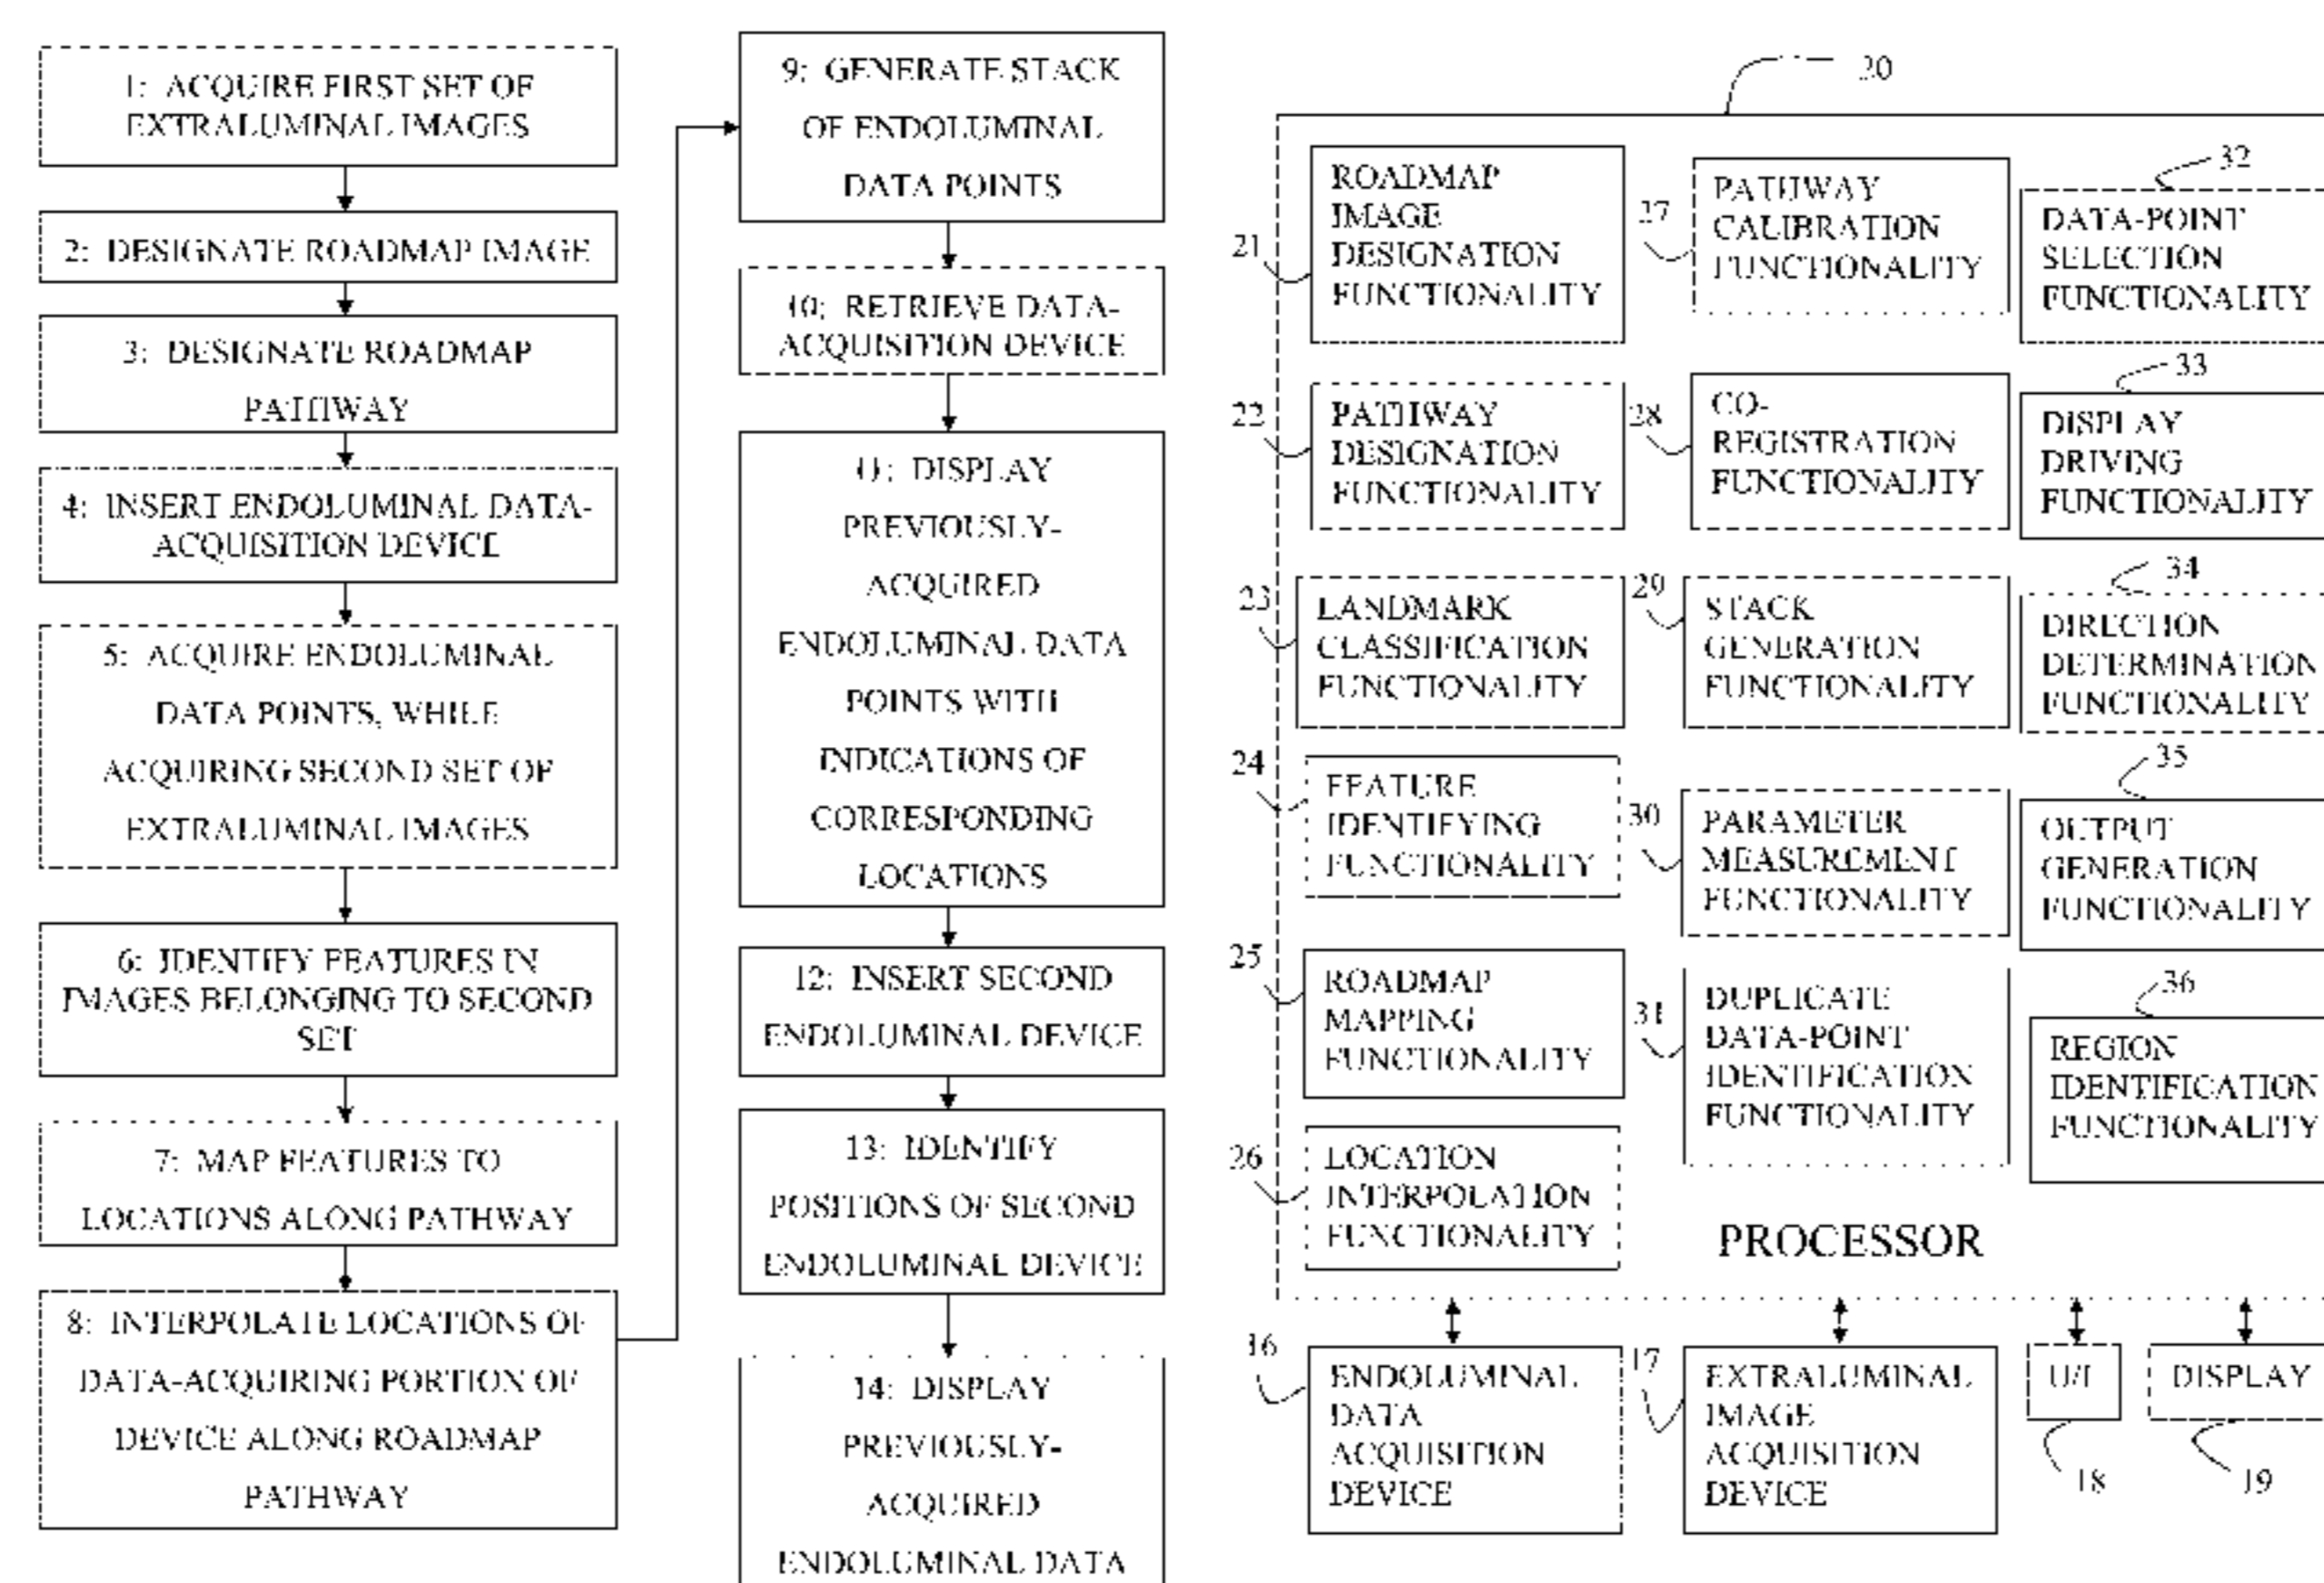 1: ACQUIRE FIRST SET OF
EXTRALUMINAL IMAGES
2: DESIGNATE ROADMAP IMAGE
3: DESIGNATE ROADMAP
PATHWAY
4: INSERT ENDOLUMINAL DATA-
ACQUISITION DEVICE
5: ACQUIRE ENDOLUMINAL
DATA POINTS, WHILE
ACQUIRING SECOND SET OF
EXTRALUMINAL IMAGES
6: IDENTIFY FEATURES IN
IMAGES BELONGING TO SECOND
SET
7: MAP FEATURES TO
LOCATIONS ALONG PATHWAY
8: INTERPOLATE LOCATIONS OF
DATA-ACQUIRING PORTION OF
DEVICE ALONG ROADMAP
PATHWAY
9: GENERATE STACK
OF ENDOLUMINAL
DATA POINTS
10: RETRIEVE DATA-
ACQUISITION DEVICE
11: DISPLAY
PREVIOUSLY-
ACQUIRED
ENDOLUMINAL DATA
POINTS WITH
INDICATIONS OF
CORRESPONDING
LOCATIONS
12: INSERT SECOND
ENDOLUMINAL DEVICE
13: IDENTIFY
POSITIONS OF SECOND
ENDOLUMINAL DEVICE
14: DISPLAY
PREVIOUSLY-
ACQUIRED
ENDOLUMINAL DATA
20
21
ROADMAP
IMAGE
DESIGNATION
FUNCTIONALITY
22
PATHWAY
DESIGNATION
FUNCTIONALITY
23
LANDMARK
CLASSIFICATION
FUNCTIONALITY
24
FEATURE
IDENTIFYING
FUNCTIONALITY
25
ROADMAP
MAPPING
FUNCTIONALITY
26
LOCATION
INTERPOLATION
FUNCTIONALITY
27
PATHWAY
CALIBRATION
FUNCTIONALITY
28
CO-
REGISTRATION
FUNCTIONALITY
29
STACK
GENERATION
FUNCTIONALITY
30
PARAMETER
MEASUREMENT
FUNCTIONALITY
31
DUPLICATE
DATA-POINT
IDENTIFICATION
FUNCTIONALITY
32
DATA-POINT
SELECTION
FUNCTIONALITY
33
DISPLAY
DRIVING
FUNCTIONALITY
34
DIRECTION
DETERMINATION
FUNCTIONALITY
35
OUTPUT
GENERATION
FUNCTIONALITY
36
REGION
IDENTIFICATION
FUNCTIONALITY
PROCESSOR
16
ENDOLUMINAL
DATA
ACQUISITION
DEVICE
17
EXTRALUMINAL
IMAGE
ACQUISITION
DEVICE
U/I
18
DISPLAY
19